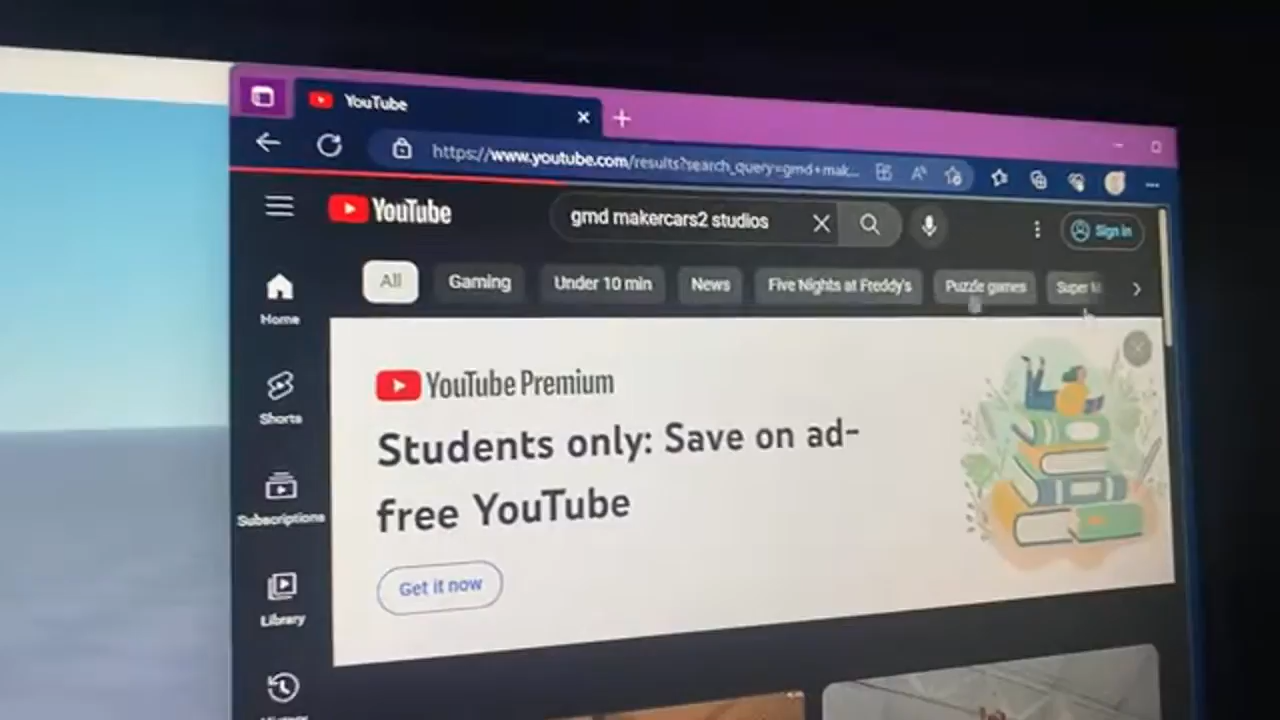 YouTube
https://www.youtube.com/results?search_query=gmd+mak...
YouTube
gmd makercars2 studios
Sign in
All
Gaming
Under 10 min
News
Five Nights at Freddy's
Puzzle games
Super
Home
Shorts
Subscriptions
Library
YouTube Premium
Students only: Save on ad-
free YouTube
Get it now